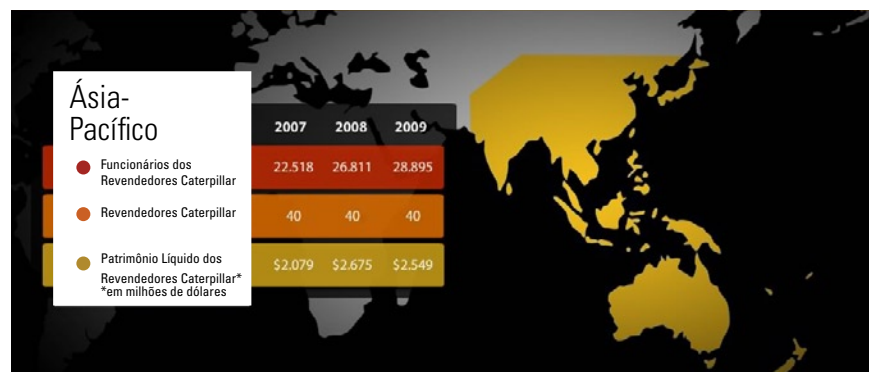 Ásia-
Pacífico
2007 2008 2009
Funcionários dos
Revendedores Caterpillar
22.518 26.811 28.895
Revendedores Caterpillar
40 40 40
Patrimônio Líquido dos
Revendedores Caterpillar*
*em milhões de dólares
$2.079 $2.675 $2.549